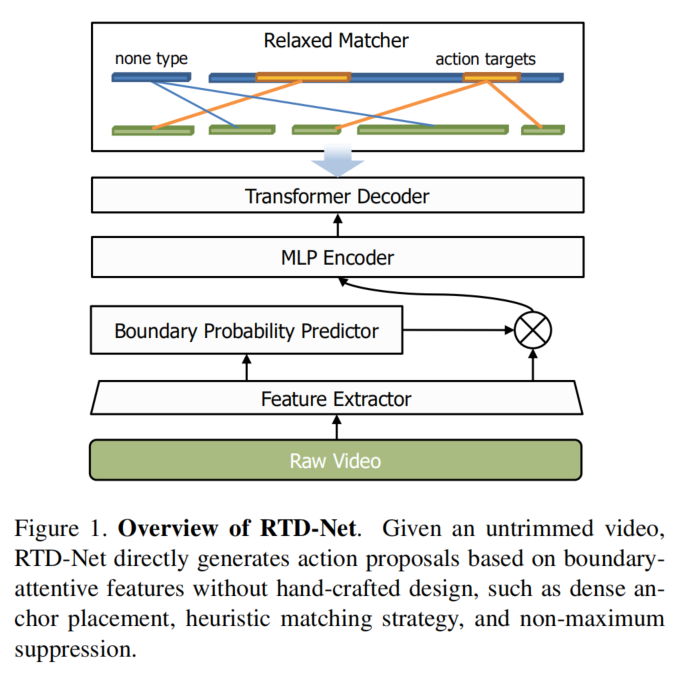 Relaxed Matcher
none type
action targets
Transformer Decoder
MLP Encoder
Boundary Probability Predictor
Feature Extractor
Raw Video
Figure 1. Overview of RTD-Net. Given an untrimmed video,
RTD-Net directly generates action proposals based on boundary-
attentive features without hand-crafted design, such as dense an-
chor placement, heuristic matching strategy, and non-maximum
suppression.